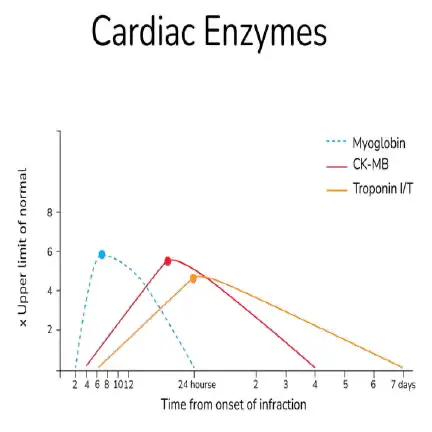 Cardiac Enzymes
Myoglobin
CK-MB
Troponin I/T
x Upper limit of normal
8
6
4
2
2 4 6 8 10 12 24 hourse 2 3 4 5 6 7 days
Time from onset of infraction